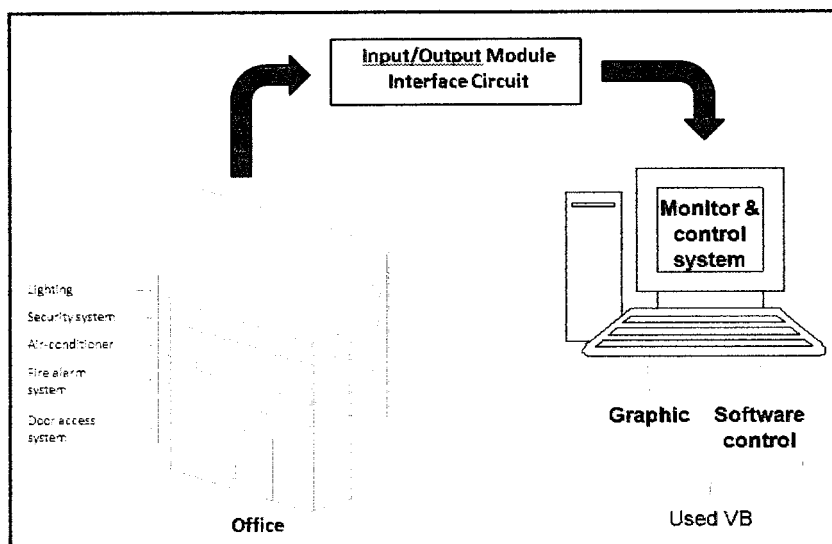 Input/Output Module
Interface Circuit
Monitor &
control
system
Lighting
Security system
Air-conditioner
Fire alarm
system
Door access
system
Office
Graphic
Software
control
Used VB